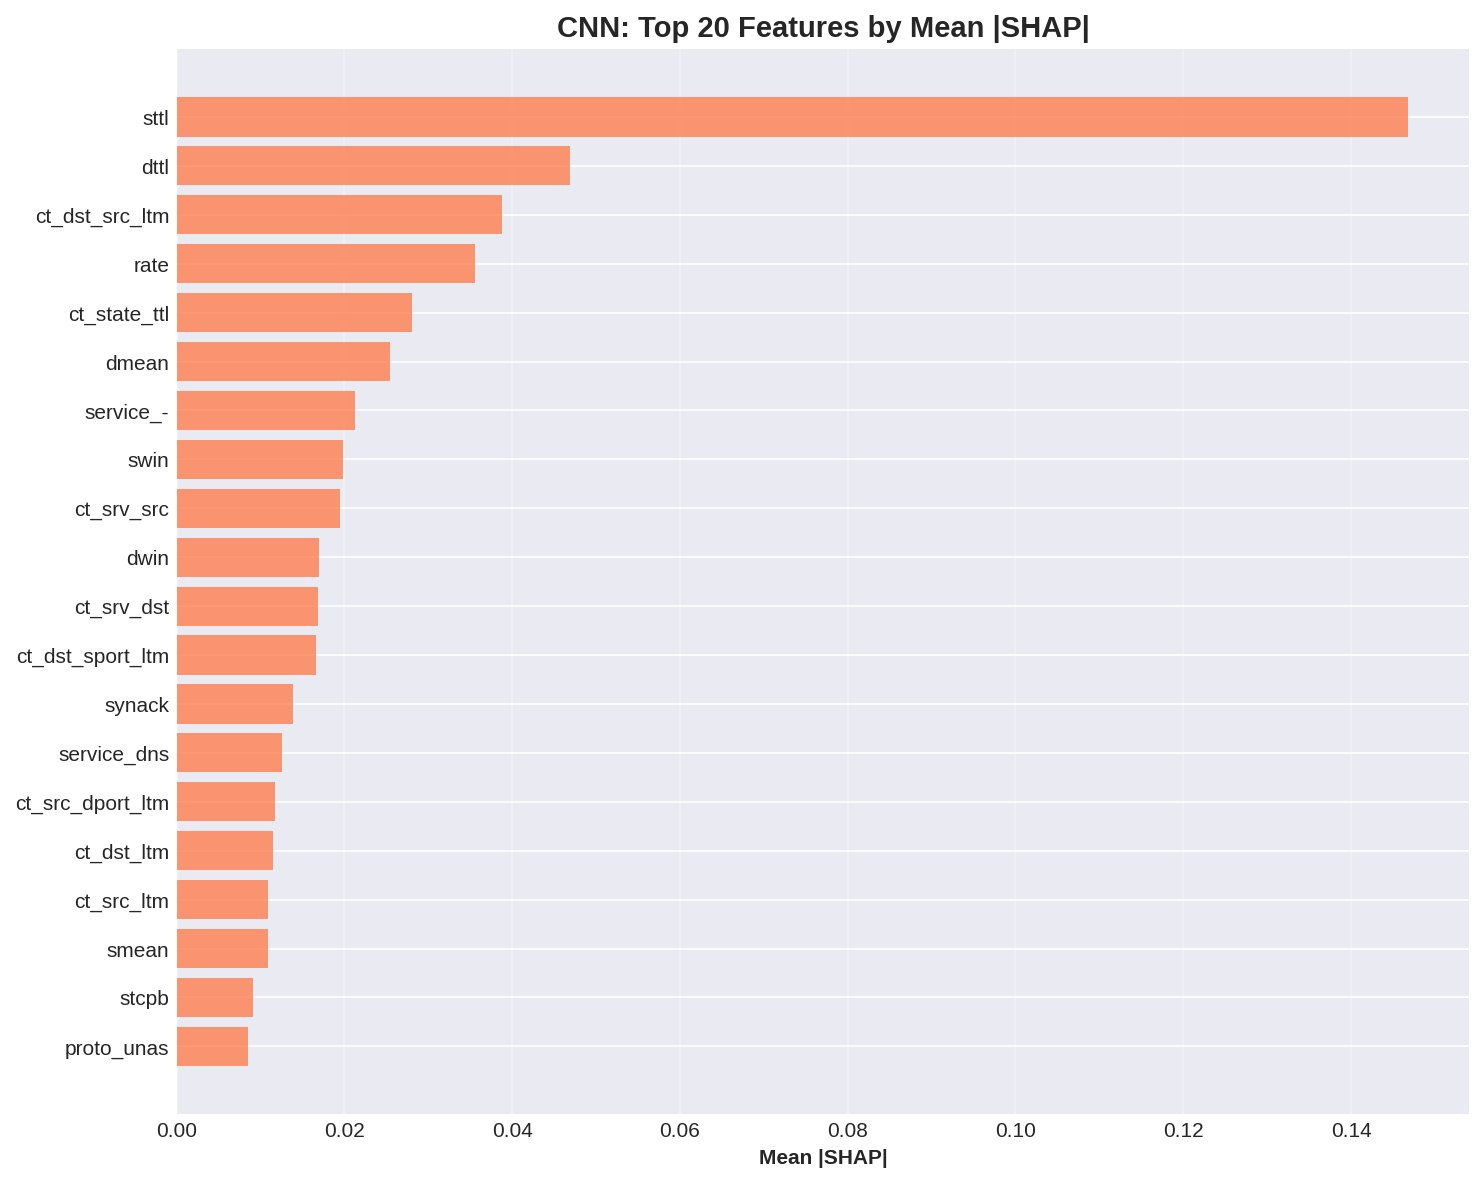 CNN: Top 20 Features by Mean |SHAP|
sttl
dttl
ct_dst_src_ltm
rate
ct_state_ttl
dmean
service_-
swin
ct_srv_src
dwin
ct_srv_dst
ct_dst_sport_ltm
synack
service_dns
ct_src_dport_ltm
ct_dst_ltm
ct_src_ltm
smean
stcpb
proto_unas
0.00 0.02 0.04 0.06 0.08 0.10 0.12 0.14
Mean |SHAP|